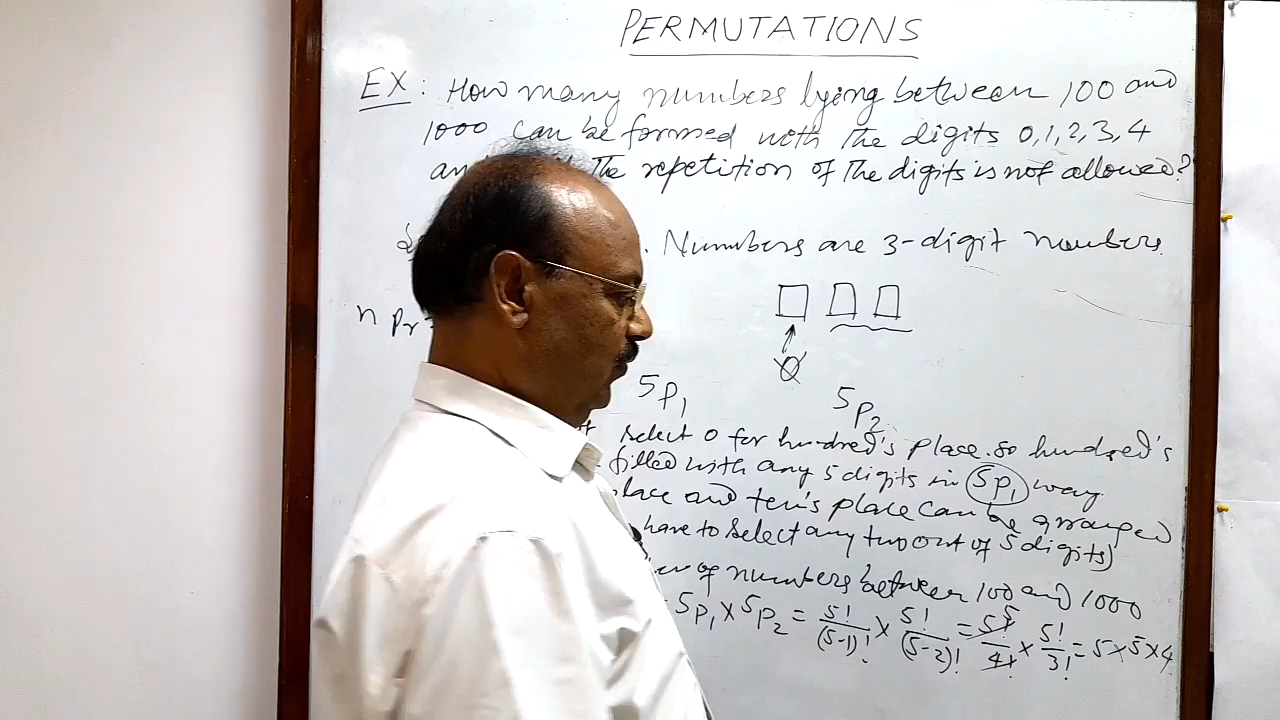 PERMUTATIONS
EX: How many numbers lying between 100 and
1000 can be formed with the digits 0,1,2,3,4
the repetition of the digits is not allowed?
Numbers are 3-digit numbers.
nPr
5P1
5P2
select 0 for hundred's place. so hundred's
filled with any 5 digits in 5P1 way
place and ten's place can be arranged
have to select any two out of 5 digits)
of numbers between 100 and 1000
5P1 × 5P2 = 5!/(5-1)! × 5!/(5-2)! = 5!/4! × 5!/3! = 5×5×4